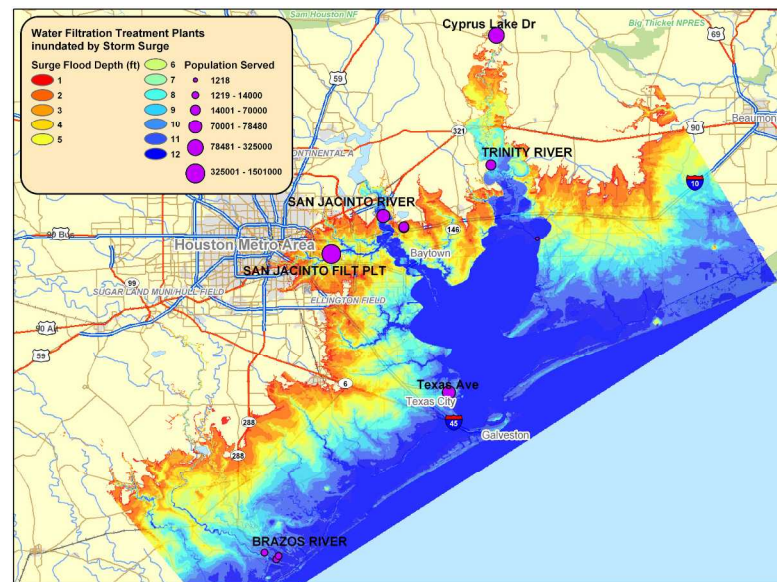 Water Filtration Treatment Plants
inundated by Storm Surge
Surge Flood Depth (ft)
1
2
3
4
5
6
7
8
9
10
11
12
Population Served
1218
1219 - 14000
14001 - 70000
70001 - 78480
78481 - 325000
325001 - 1501000
Sam Houston NF
Cyprus Lake Dr
Big Thicket NPRES
69
59
Beaumont
90
321
CONTINENTAL A
TRINITY RIVER
10
SAN JACINTO RIVER
146
90 Bus
Houston Metro Area
Baytown
SAN JACINTO FILT PLT
99
SUGAR LAND MUNI/HULL FIELD
ELLINGTON FIELD
90 Alt
59
6
Texas Ave
Texas City
45
288
Galveston
288
BRAZOS RIVER